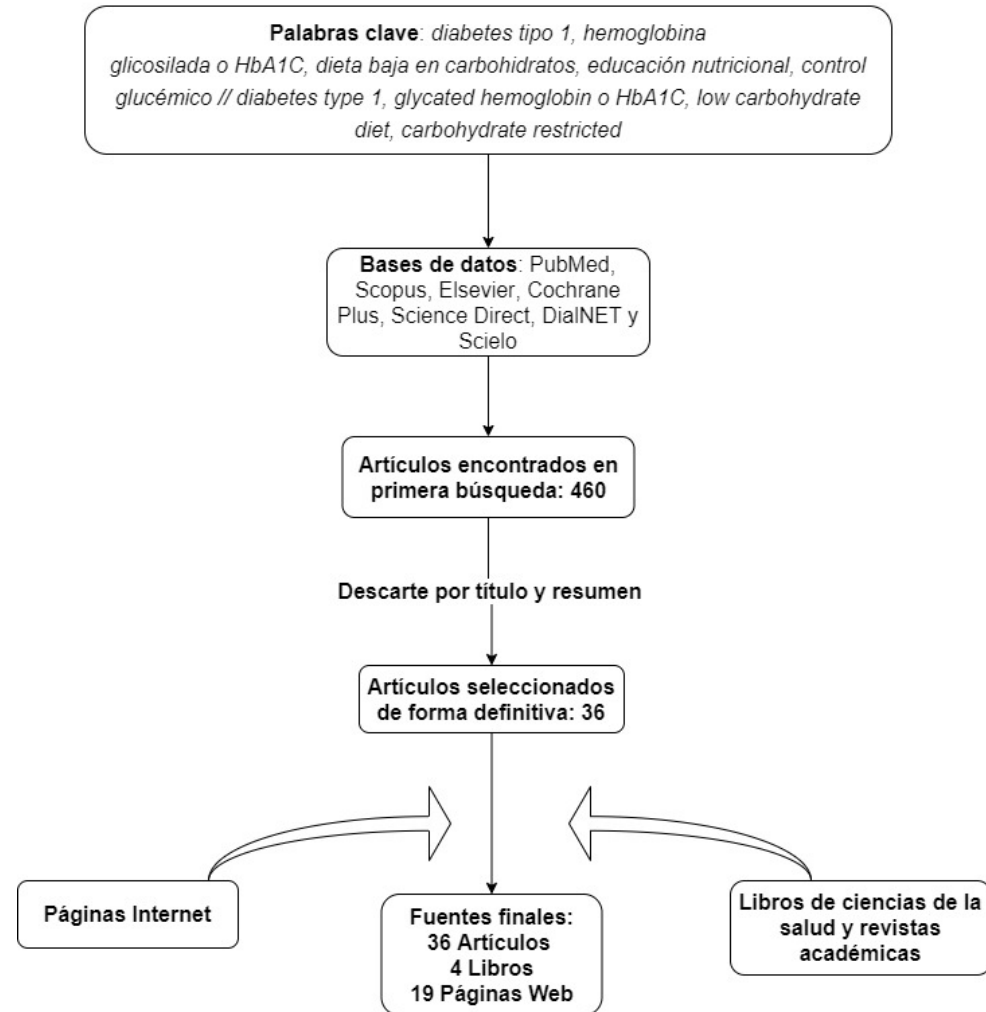 Palabras clave: diabetes tipo 1, hemoglobina
glicosilada o HbA1C, dieta baja en carbohidratos, educación nutricional, control
glucémico // diabetes type 1, glycated hemoglobin o HbA1C, low carbohydrate
diet, carbohydrate restricted
Bases de datos: PubMed,
Scopus, Elsevier, Cochrane
Plus, Science Direct, DialNET y
Scielo
Artículos encontrados en
primera búsqueda: 460
Descarte por título y resumen
Artículos seleccionados
de forma definitiva: 36
Páginas Internet
Fuentes finales:
36 Artículos
4 Libros
19 Páginas Web
Libros de ciencias de la
salud y revistas
académicas